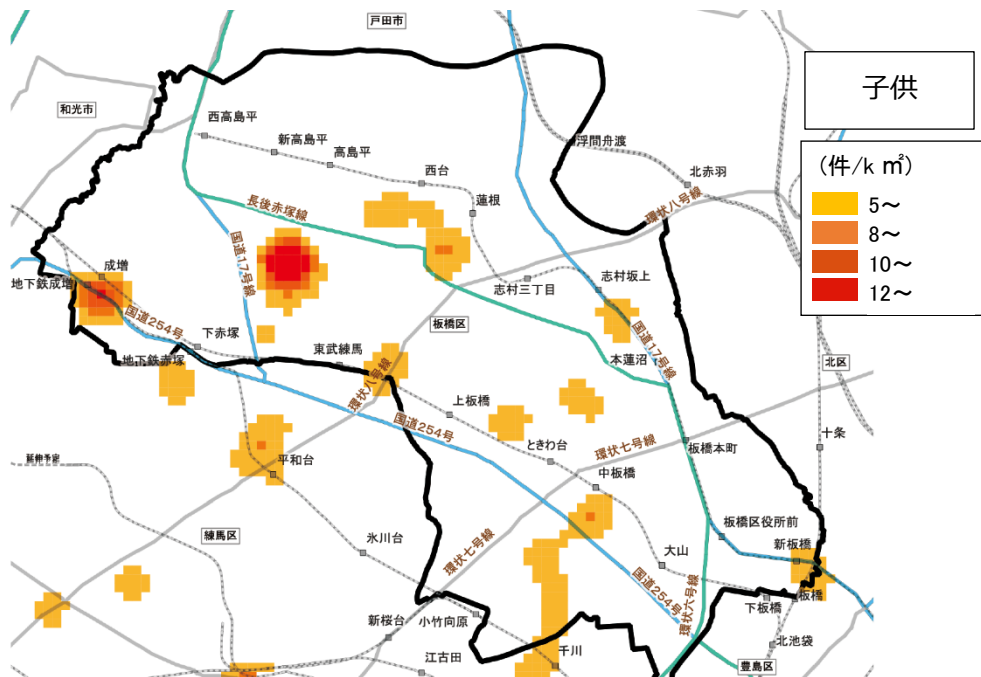 戸田市
子供
和光市
(件/k㎡)
5～
8～
10～
12～
西高島平
新高島平
高島平
西台
蓮根
浮間舟渡
北赤羽
環状八号線
長後赤塚線
国道17号線
成増
地下鉄成増
国道254号
下赤塚
地下鉄赤塚
東武練馬
板橋区
志村三丁目
志村坂上
国道17号線
本蓮沼
北区
環状八号線
国道254号
上板橋
ときわ台
中板橋
環状七号線
板橋本町
十条
延伸予定
平和台
練馬区
氷川台
環状七号線
板橋区役所前
新板橋
大山
国道254号
環状六号線
下板橋
板橋
北池袋
新桜台
小竹向原
江古田
千川
豊島区